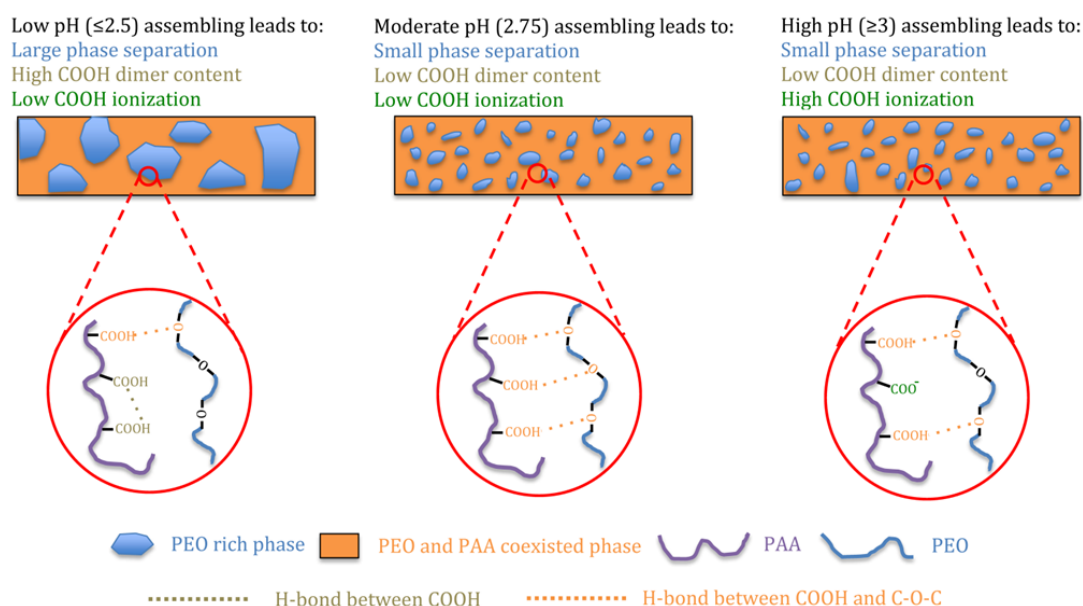 Low pH (≤2.5) assembling leads to:
Large phase separation
High COOH dimer content
Low COOH ionization
Moderate pH (2.75) assembling leads to:
Small phase separation
Low COOH dimer content
Low COOH ionization
High pH (≥3) assembling leads to:
Small phase separation
Low COOH dimer content
High COOH ionization
COOH
O
O
COOH
COOH
O
COOH
O
COOH
O
COOH
O
COOH
O
COO⁻
O
COOH
O
PEO rich phase
PEO and PAA coexisted phase
PAA
PEO
H-bond between COOH
H-bond between COOH and C-O-C